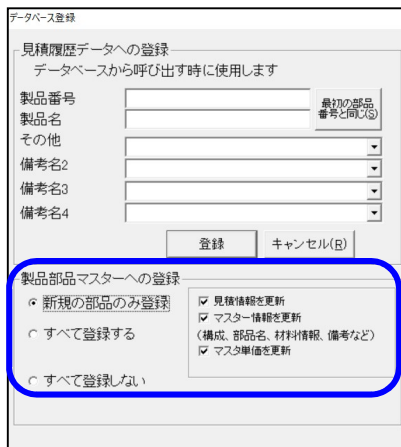 データベース登録
見積履歴データへの登録
データベースから呼び出す時に使用します
製品番号
製品名
最初の部品
番号と同じ(S)
その他
備考名2
備考名3
備考名4
登録
キャンセル(R)
製品部品マスターへの登録
新規の部品のみ登録
見積情報を更新
マスター情報を更新
すべて登録する
(構成、部品名、材料情報、備考など)
マスタ単価を更新
すべて登録しない